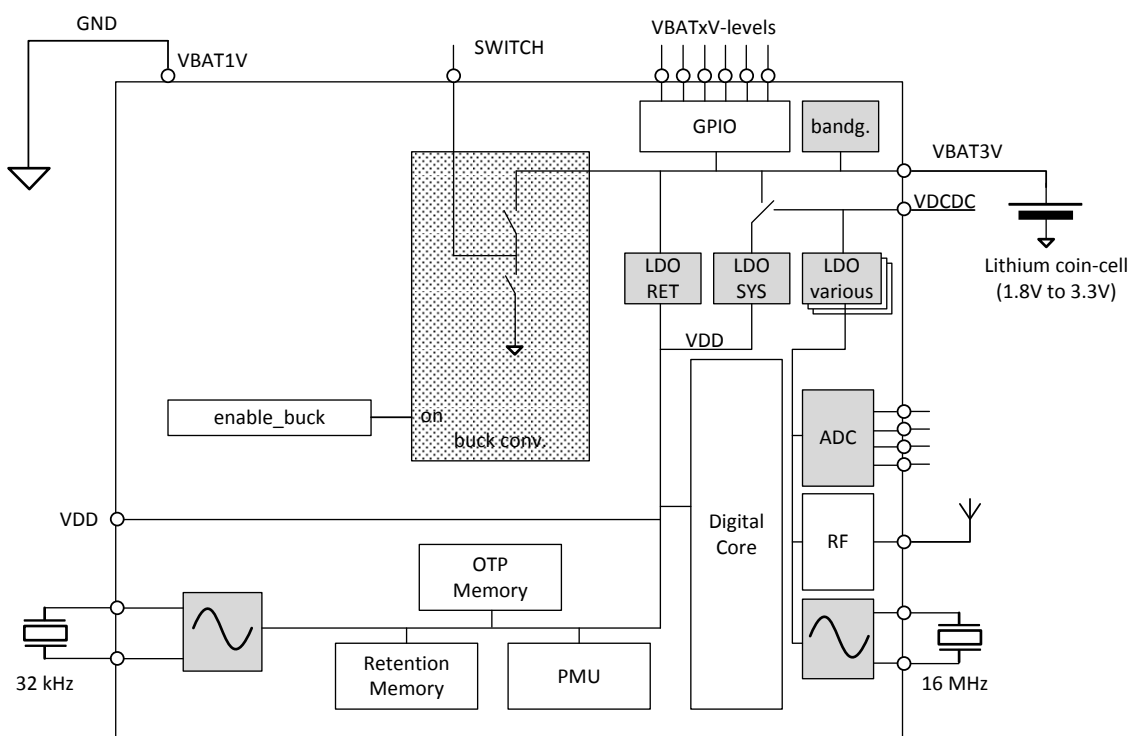 GND
VBAT1V
SWITCH
VBATxV-levels
GPIO
bandg.
VBAT3V
VDCDC
Lithium coin-cell
(1.8V to 3.3V)
LDO
RET
LDO
SYS
LDO
various
VDD
enable_buck
on
buck conv.
ADC
VDD
Digital
Core
RF
OTP
Memory
Retention
Memory
PMU
32 kHz
16 MHz